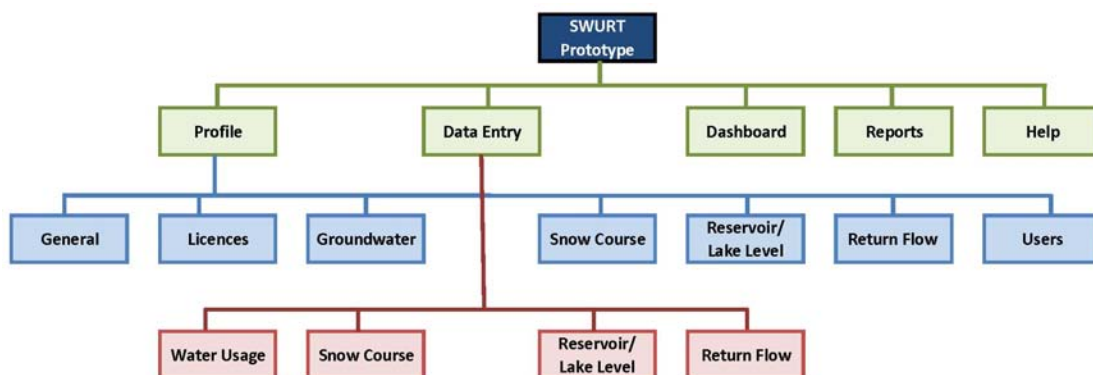 SWURT
Prototype
Profile
Data Entry
Dashboard
Reports
Help
General
Licences
Groundwater
Snow Course
Reservoir/
Lake Level
Return Flow
Users
Water Usage
Snow Course
Reservoir/
Lake Level
Return Flow